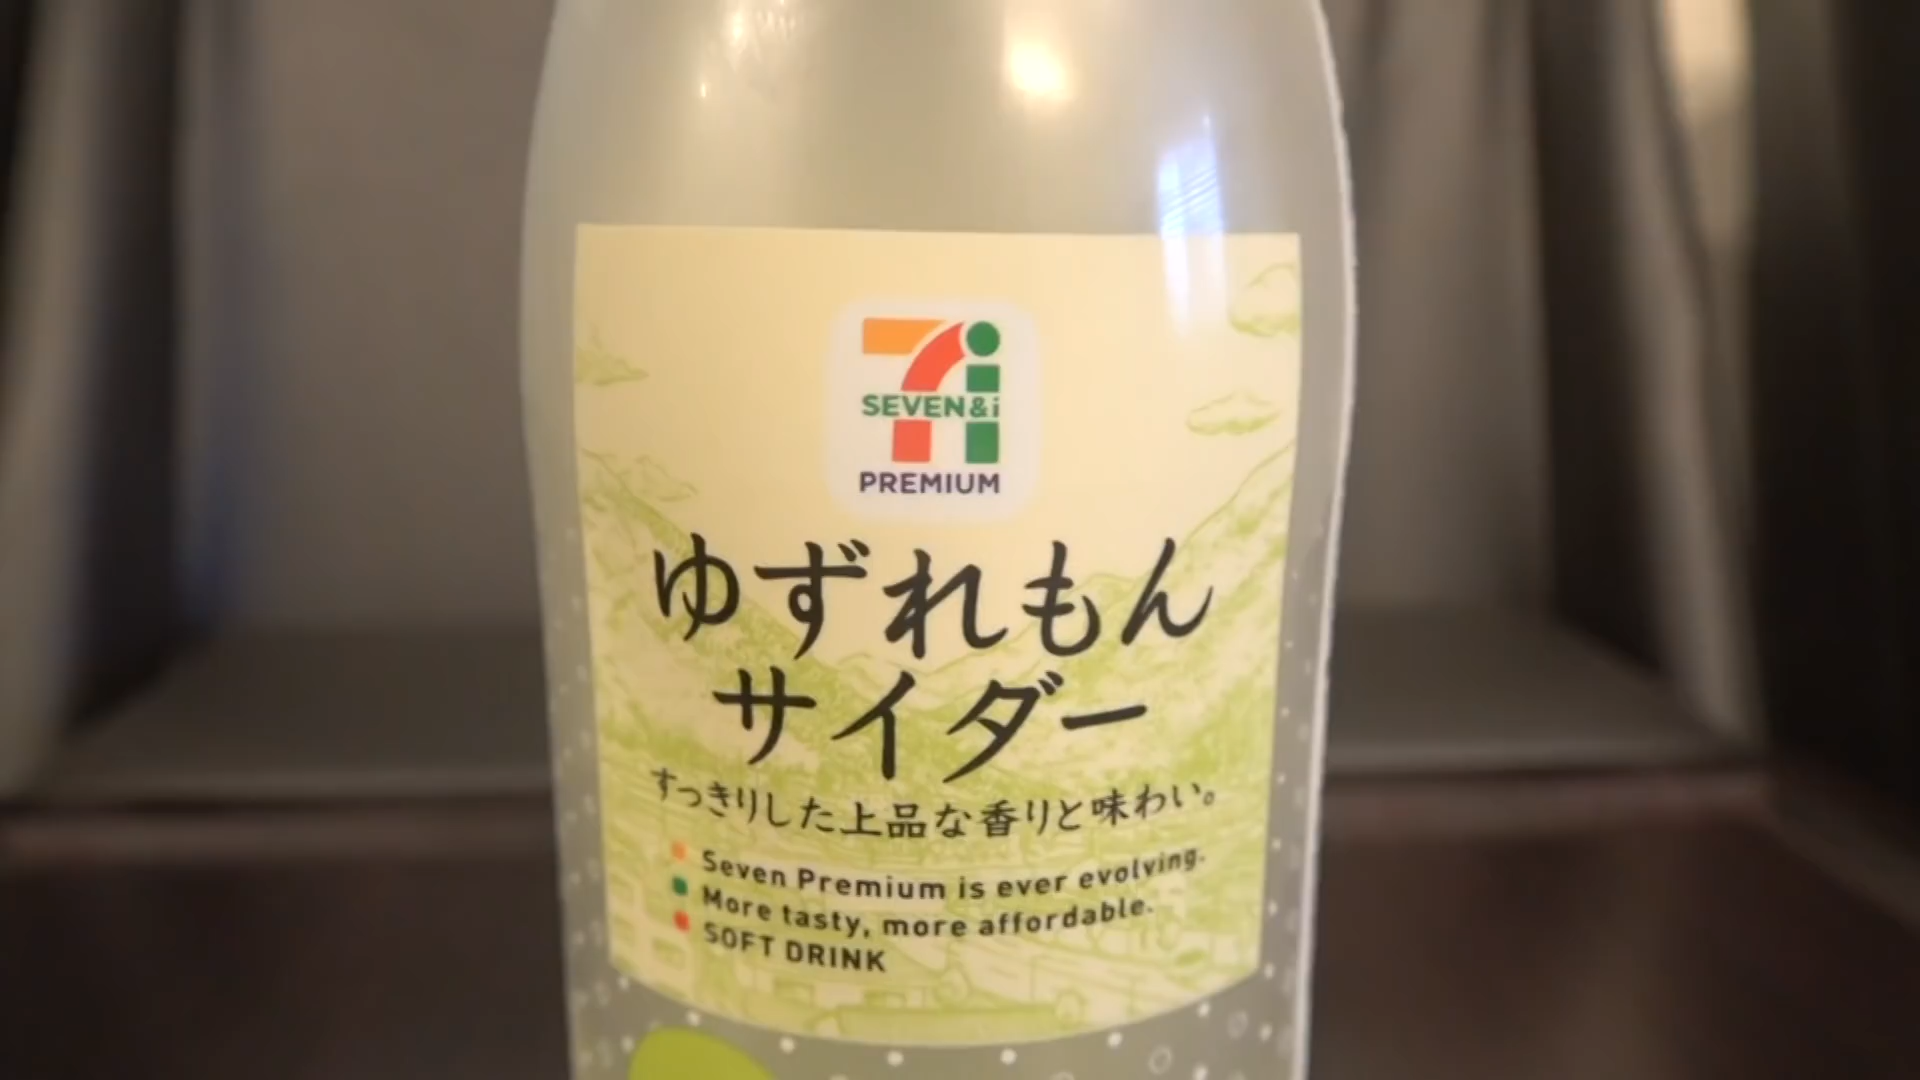 SEVEN&i
PREMIUM
ゆずれもん
サイダー
すっきりした上品な香りと味わい。
Seven Premium is ever evolving.
More tasty, more affordable.
SOFT DRINK